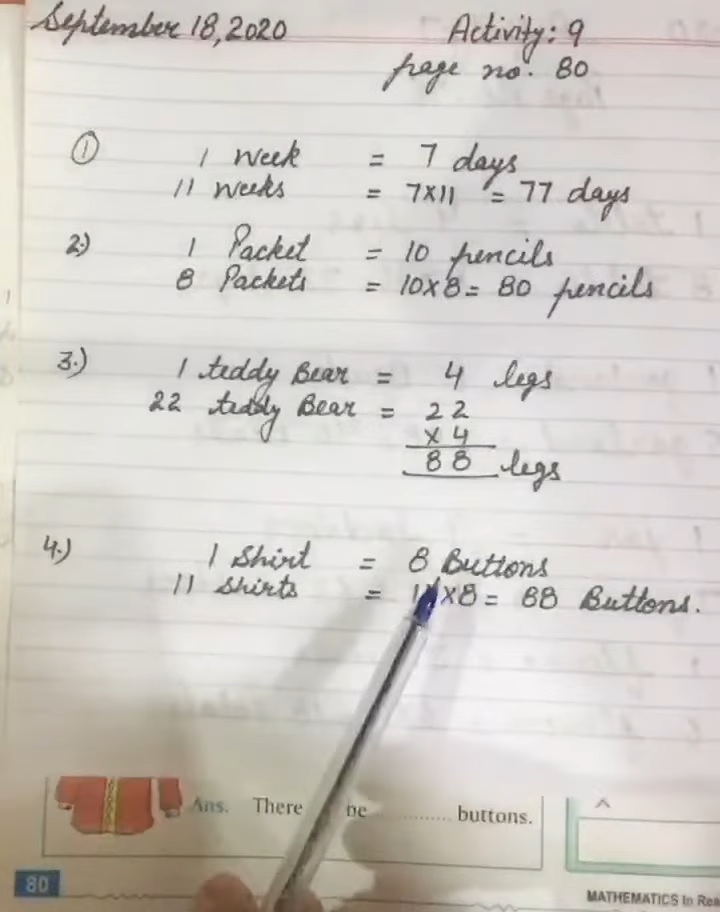 September 18, 2020 Activity: 9
page no. 80
① 1 week = 7 days
11 weeks = 7x11 = 77 days
2.) 1 Packet = 10 pencils
8 Packets = 10x8 = 80 pencils
3.) 1 teddy Bear = 4 legs
22 teddy Bear = 22
x 4
88 legs
4.) 1 Shirt = 8 Buttons
11 Shirts = 11x8 = 88 Buttons.
Ans. There be .......... buttons.
80
MATHEMATICS In